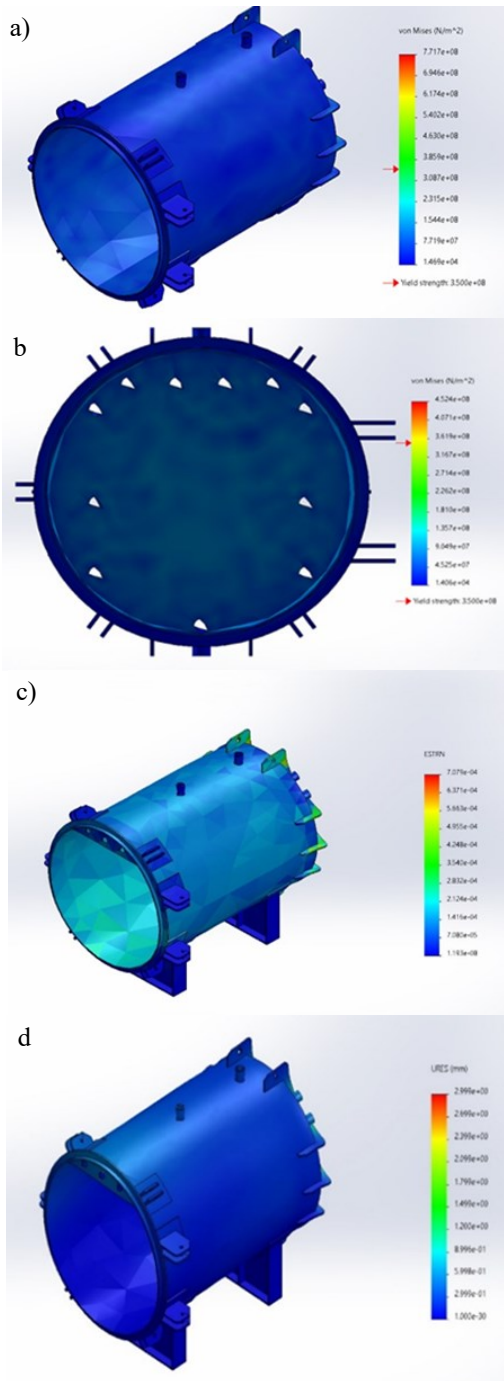 a)
von Mises (N/m^2)
7.717e+08
6.946e+08
6.174e+08
5.402e+08
4.630e+08
3.859e+08
3.087e+08
2.315e+08
1.544e+08
7.719e+07
1.469e+04
Yield strength: 3.500e+08
b
von Mises (N/m^2)
4.524e+08
4.071e+08
3.619e+08
3.167e+08
2.714e+08
2.262e+08
1.810e+08
1.357e+08
9.049e+07
4.525e+07
1.406e+04
Yield strength: 3.500e+08
c)
ESTRN
7.079e-04
6.371e-04
5.663e-04
4.955e-04
4.248e-04
3.540e-04
2.832e-04
2.124e-04
1.416e-04
7.080e-05
1.193e-08
d
URES (mm)
2.999e+00
2.699e+00
2.399e+00
2.099e+00
1.799e+00
1.499e+00
1.200e+00
8.996e-01
5.998e-01
2.999e-01
1.000e-30